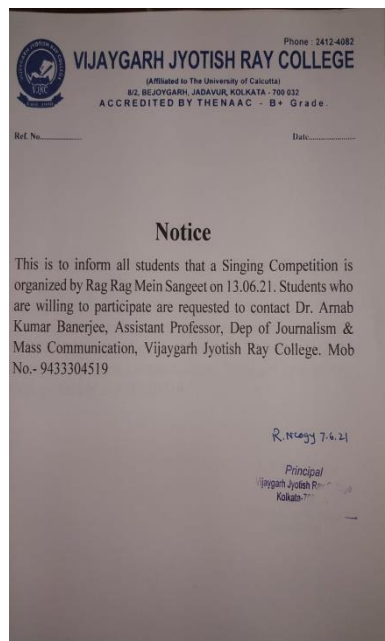 Phone : 2412-4082
VIJAYGARH JYOTISH RAY COLLEGE
(Affiliated to The University of Calcutta)
8/2, BEJOYGARH, JADAVUR, KOLKATA - 700 032
ACCREDITED BY THENAAC - B+ Grade.
Ref. No.............. Date....................
Notice
This is to inform all students that a Singing Competition is
organized by Rag Rag Mein Sangeet on 13.06.21. Students who
are willing to participate are requested to contact Dr. Arnab
Kumar Banerjee, Assistant Professor, Dep of Journalism &
Mass Communication, Vijaygarh Jyotish Ray College. Mob
No.- 9433304519
7.6.21
Principal
Vijaygarh Jyotish
Kolkata-